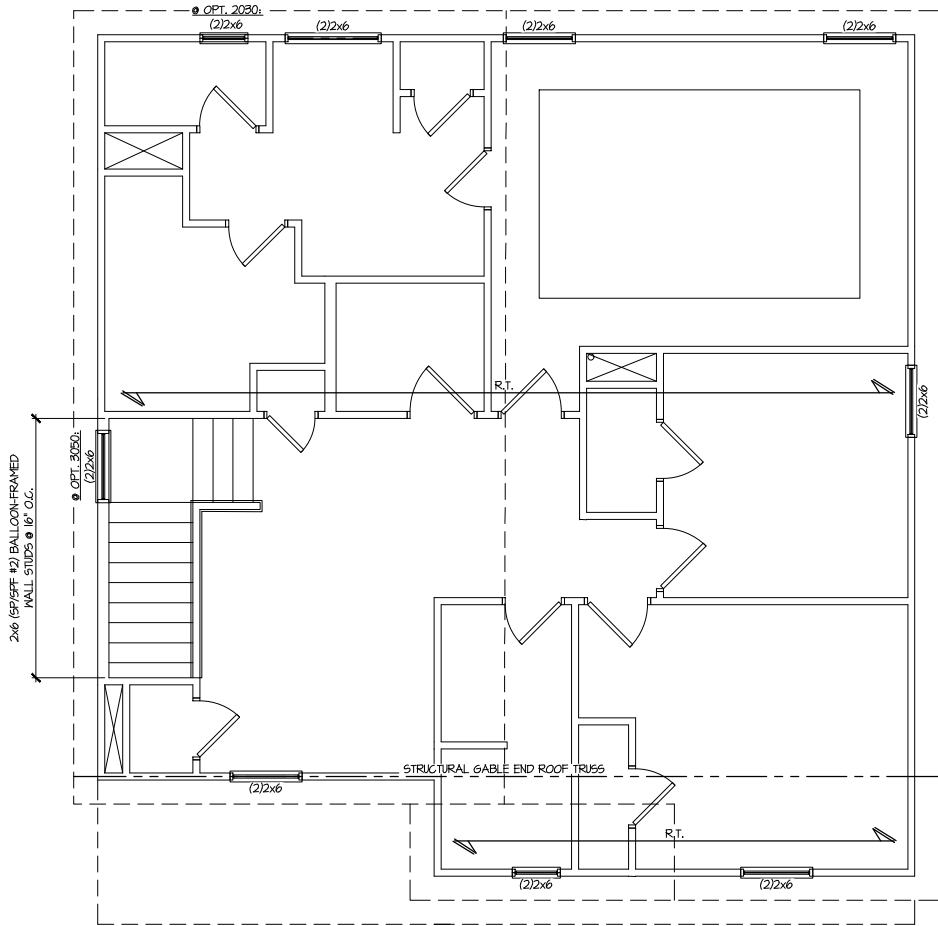 @ OPT. 2030:
(2)2x6
(2)2x6
(2)2x6
(2)2x6
R.T.
(2)2x6
@ OPT. 3050:
(2)2x6
2x6 (SP/SPF #2) BALLOON-FRAMED
WALL STUDS @ 16" O.C.
STRUCTURAL GABLE END ROOF TRUSS
(2)2x6
R.T.
(2)2x6
(2)2x6